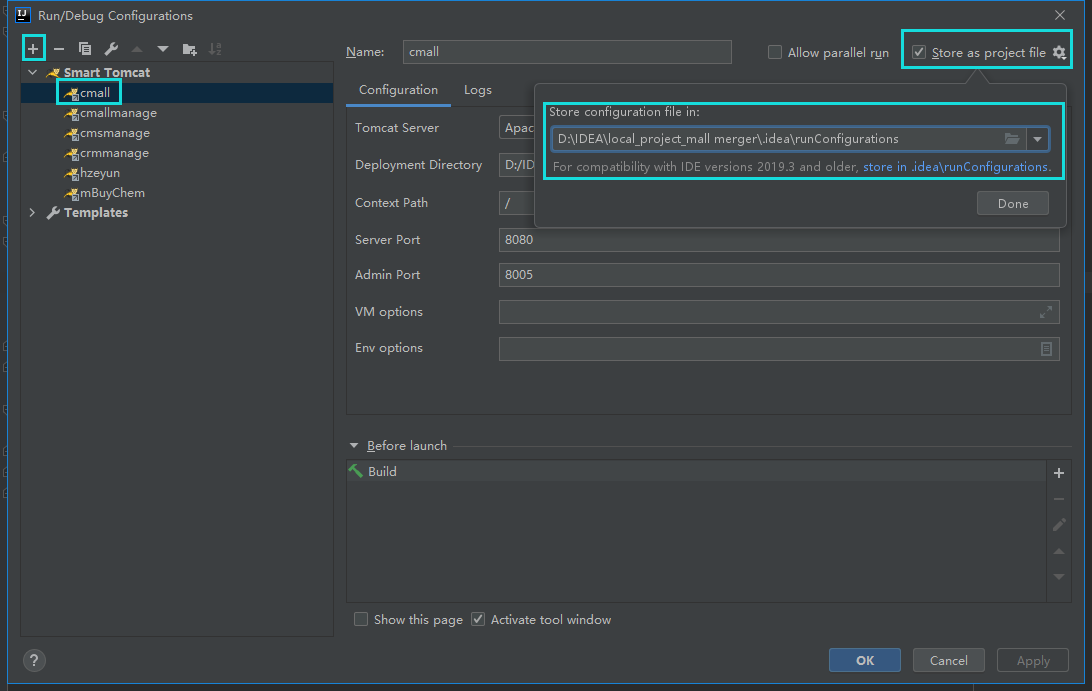 IJ
Run/Debug Configurations
Smart Tomcat
cmall
cmallmanage
cmsmanage
crmmanage
hzeyun
mBuyChem
Templates
Name:
cmall
Allow parallel run
Store as project file
Configuration
Logs
Store configuration file in:
D:\IDEA\local_project_mall merger\.idea\runConfigurations
For compatibility with IDE versions 2019.3 and older, store in .idea\runConfigurations.
Done
Tomcat Server
Apac
Deployment Directory
D:/ID
Context Path
/
Server Port
8080
Admin Port
8005
VM options
Env options
Before launch
Build
Show this page
Activate tool window
?
OK
Cancel
Apply